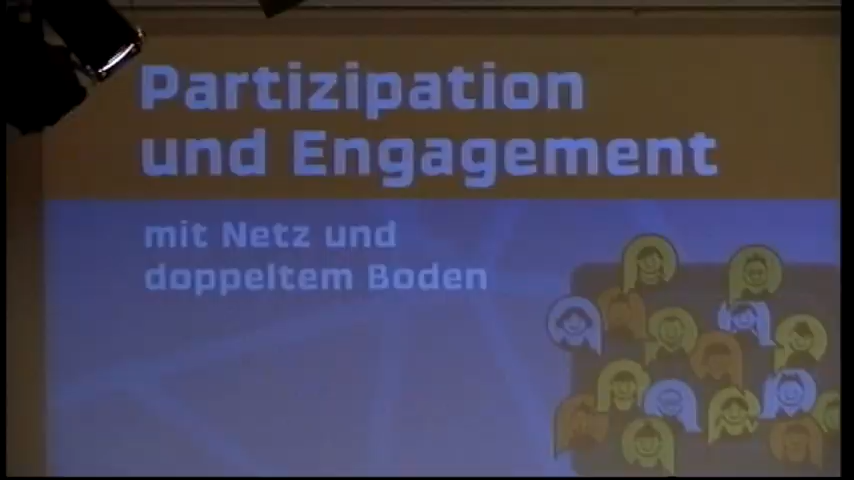 Partizipation
und Engagement
mit Netz und
doppeltem Boden